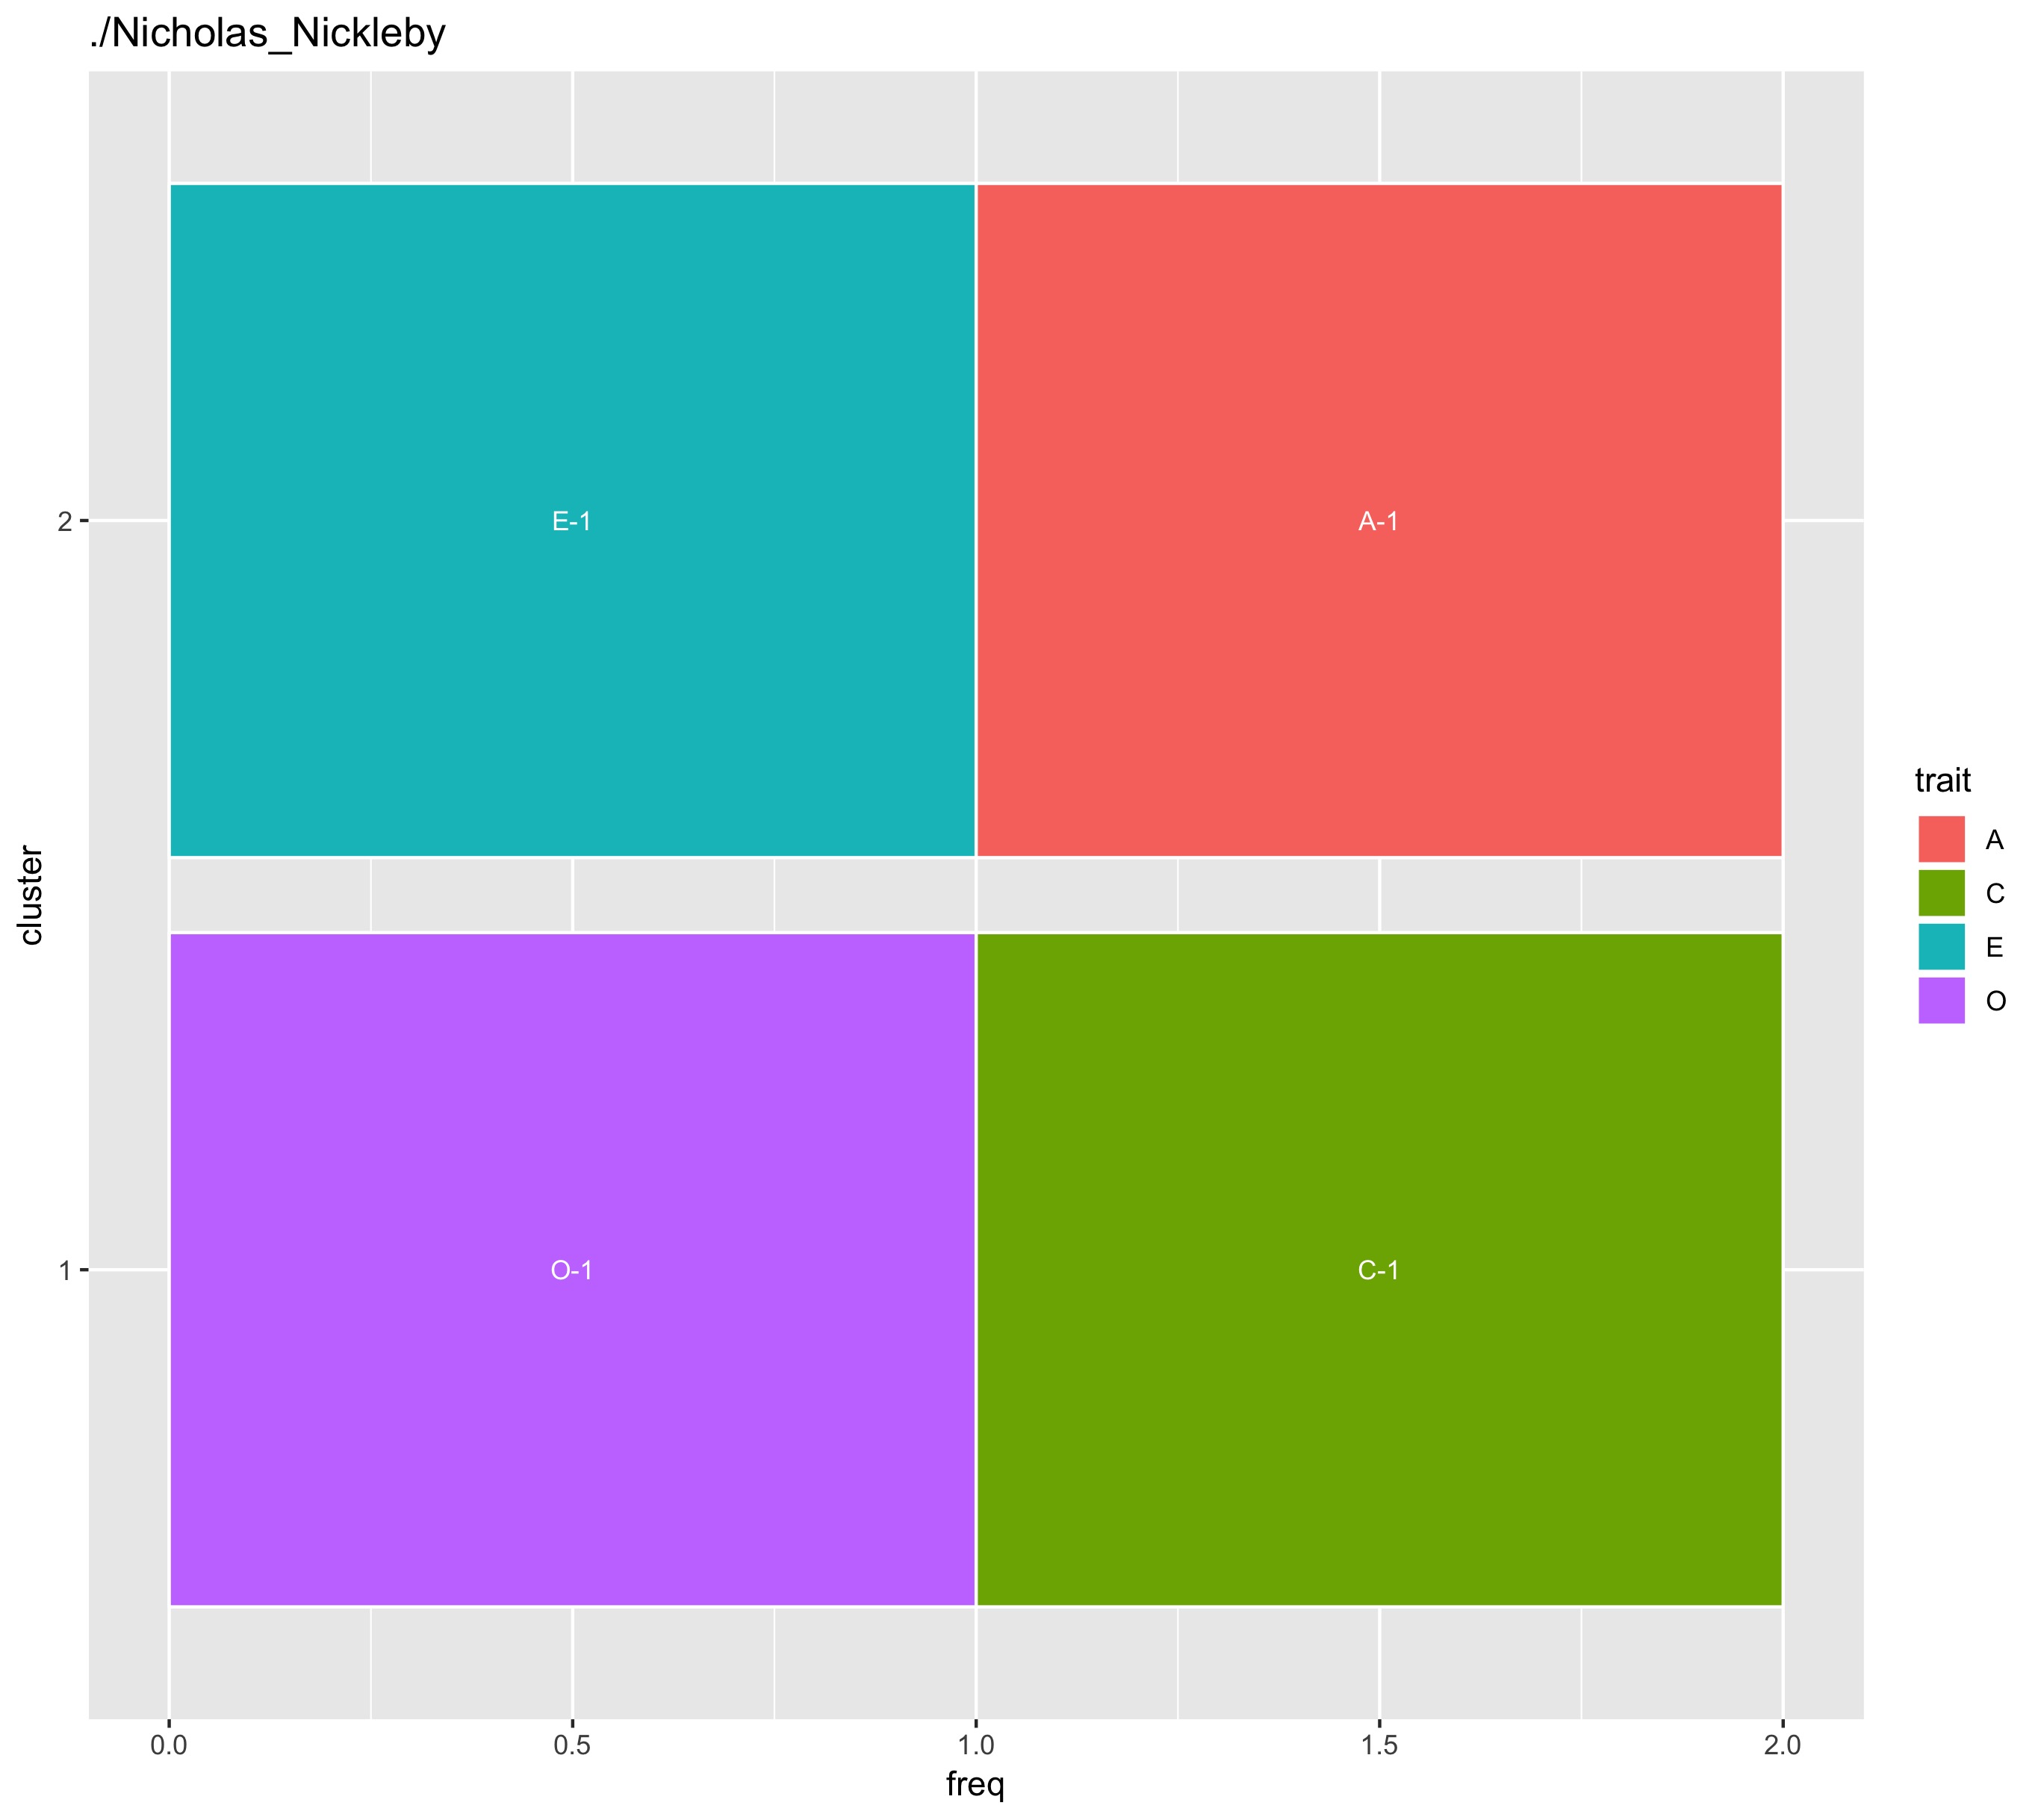 ./Nicholas_Nickleby
cluster
2
E-1
A-1
1
O-1
C-1
0.0
0.5
1.0
1.5
2.0
freq
trait
A
C
E
O